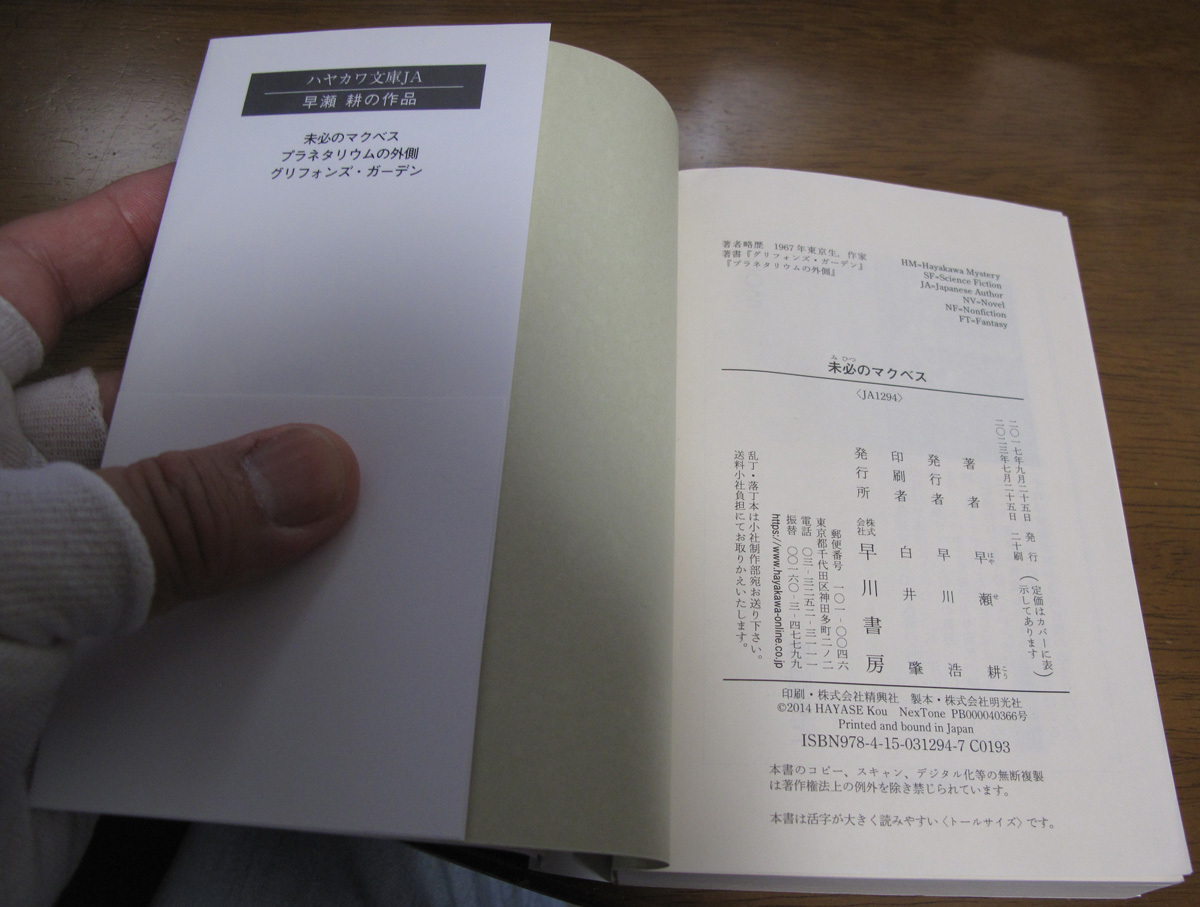 ハヤカワ文庫JA
早瀬 耕の作品
未必のマクベス
プラネタリウムの外側
グリフォンズ・ガーデン
著者略歴 1967年東京生,作家
著書『グリフォンズ・ガーデン』
『プラネタリウムの外側』
HM=Hayakawa Mystery
SF=Science Fiction
JA=Japanese Author
NV=Novel
NF=Nonfiction
FT=Fantasy
みひつ
未必のマクベス
〈JA1294〉
二〇一七年九月二十五日 発行
二〇二三年七月二十五日 二十刷
(定価はカバーに表示してあります)
著者 早瀬 耕
はやせ こう
発行者 早川 浩
印刷者 白井 肇
発行所 株式会社 早川書房
郵便番号 一〇一-〇〇四六
東京都千代田区神田多町二ノ二
電話 〇三-三二五二-三一一一
振替 〇〇一六〇-三-四七七九九
https://www.hayakawa-online.co.jp
乱丁・落丁本は小社制作部宛お送り下さい。
送料小社負担にてお取りかえいたします。
印刷・株式会社精興社 製本・株式会社明光社
©2014 HAYASE Kou NexTone PB000040366号
Printed and bound in Japan
ISBN978-4-15-031294-7 C0193
本書のコピー、スキャン、デジタル化等の無断複製
は著作権法上の例外を除き禁じられています。
本書は活字が大きく読みやすい〈トールサイズ〉です。